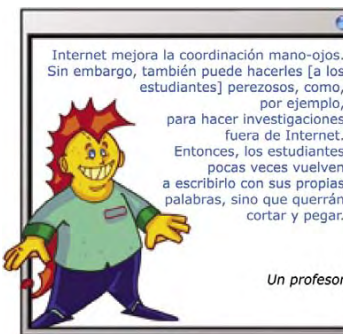 Internet mejora la coordinación mano-ojos.
Sin embargo, también puede hacerles [a los
estudiantes] perezosos, como,
por ejemplo,
para hacer investigaciones
fuera de Internet.
Entonces, los estudiantes
pocas veces vuelven
a escribirlo con sus propias
palabras, sino que querrán
cortar y pegar.
Un profesor